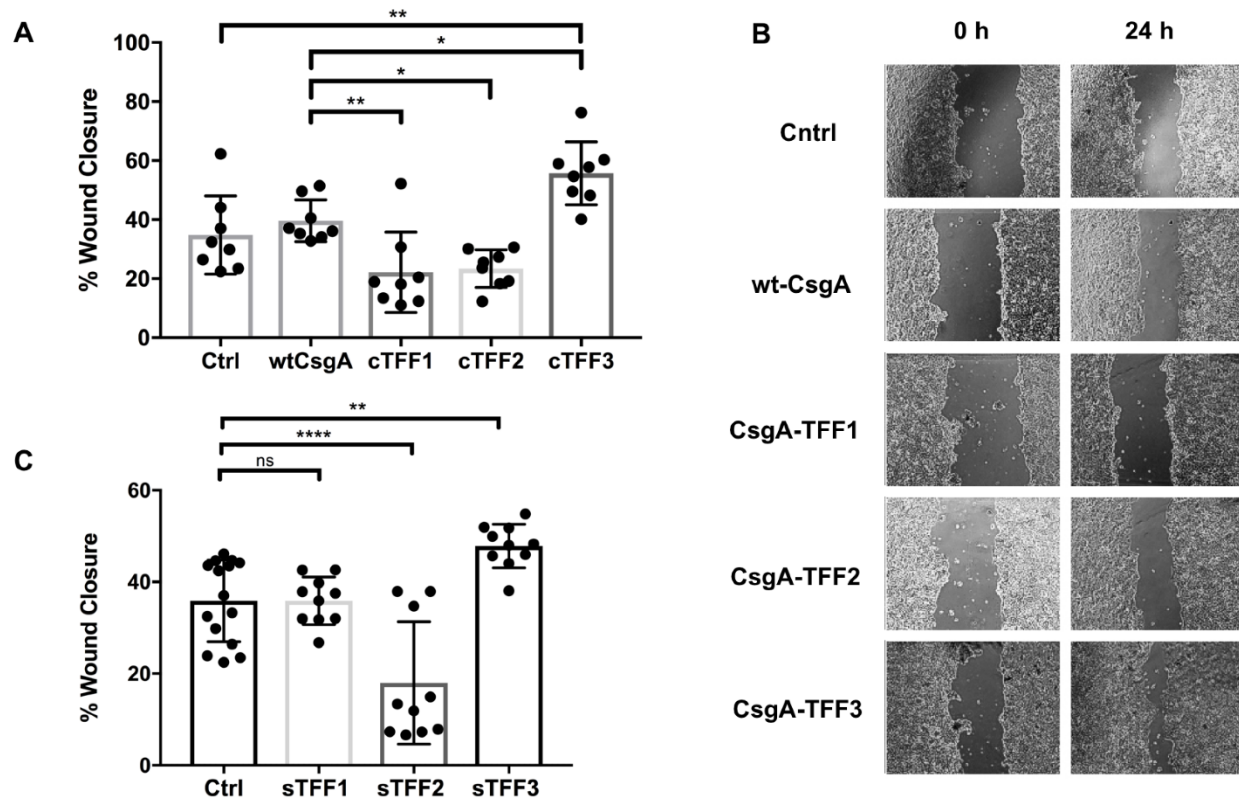 A
**
*
*
**
100
80
60
40
20
0
% Wound Closure
Ctrl wtCsgA cTFF1 cTFF2 cTFF3
B
0 h 24 h
Cntrl
wt-CsgA
CsgA-TFF1
CsgA-TFF2
CsgA-TFF3
C
**
****
ns
60
40
20
0
% Wound Closure
Ctrl sTFF1 sTFF2 sTFF3